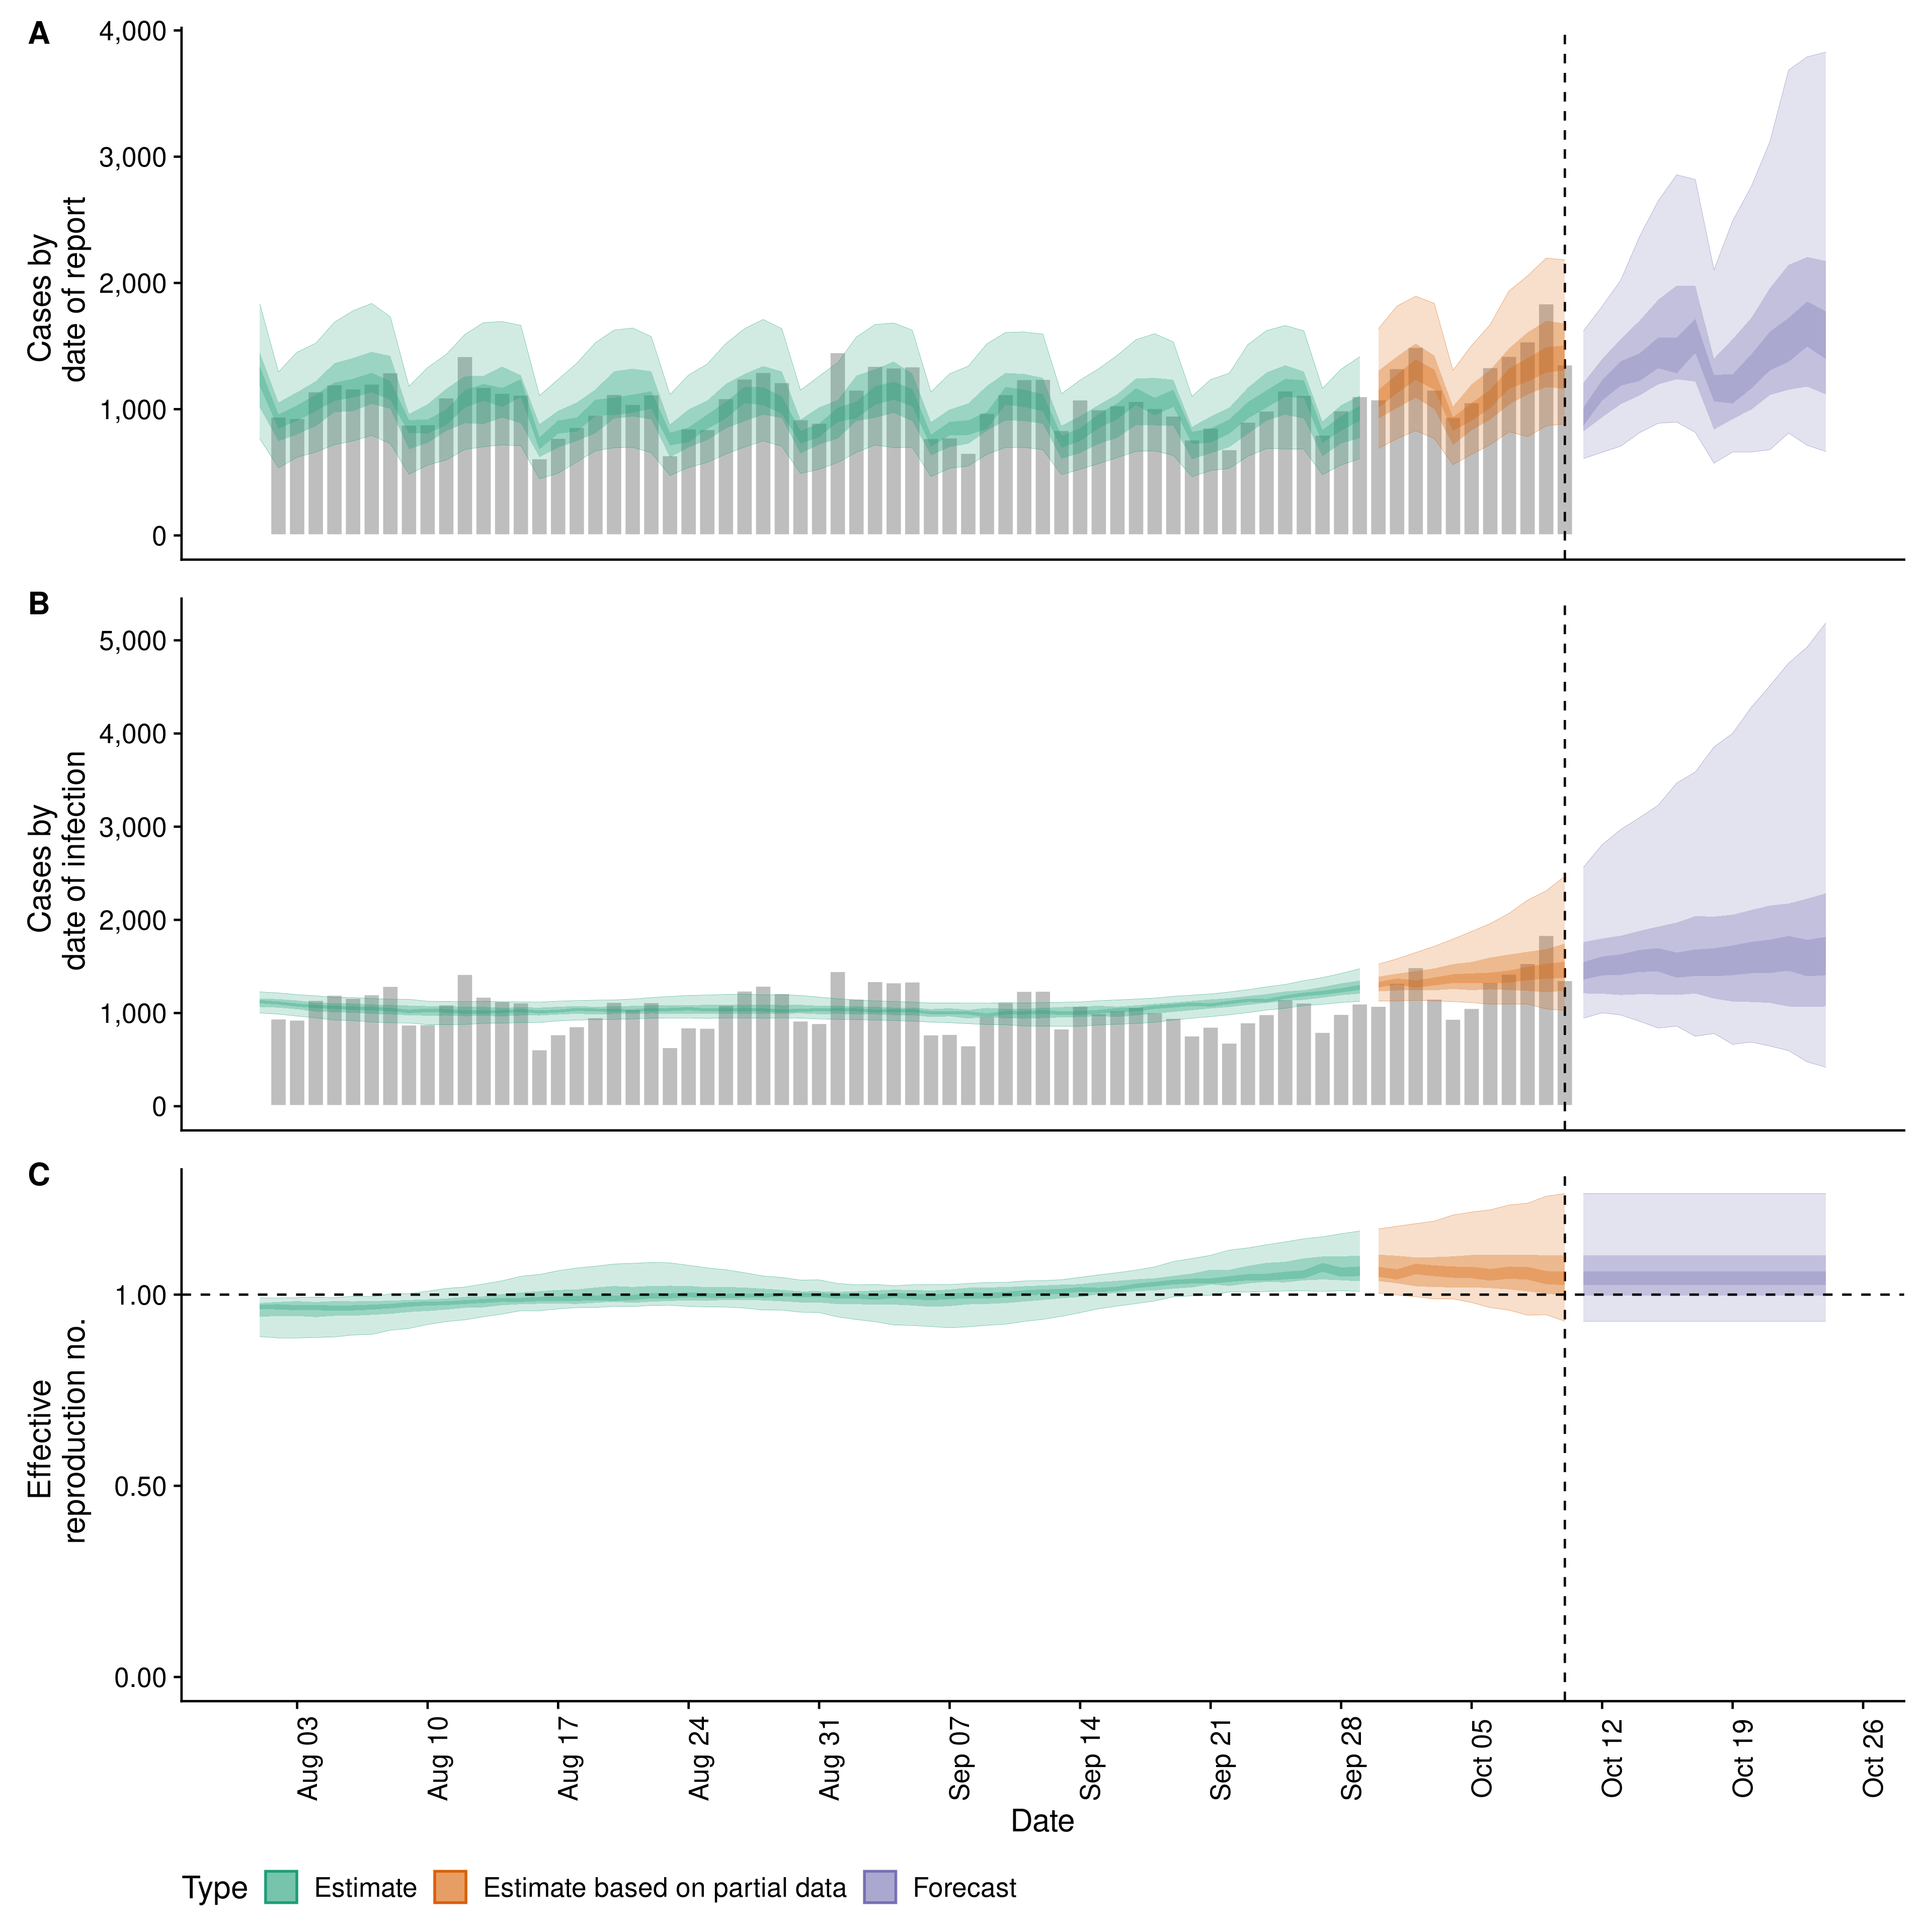 A
4,000
3,000
2,000
1,000
0
Cases by
date of report
B
5,000
4,000
3,000
2,000
1,000
0
Cases by
date of infection
C
1.00
0.50
0.00
Effective
reproduction no.
Aug 03
Aug 10
Aug 17
Aug 24
Aug 31
Sep 07
Sep 14
Sep 21
Sep 28
Oct 05
Oct 12
Oct 19
Oct 26
Date
Type Estimate Estimate based on partial data Forecast